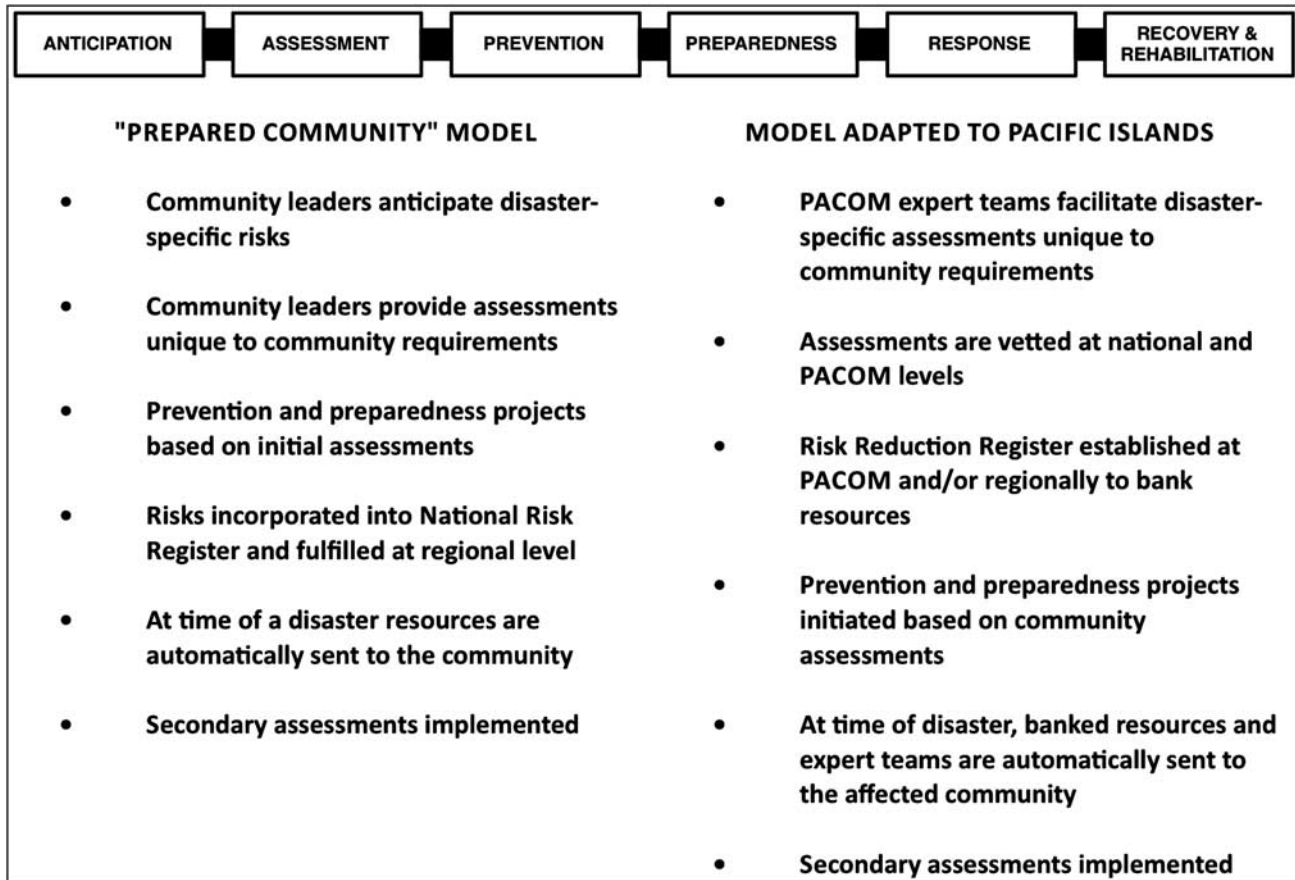 ANTICIPATION
ASSESSMENT
PREVENTION
PREPAREDNESS
RESPONSE
RECOVERY &
REHABILITATION
"PREPARED COMMUNITY" MODEL
• Community leaders anticipate disaster-
specific risks
• Community leaders provide assessments
unique to community requirements
• Prevention and preparedness projects
based on initial assessments
• Risks incorporated into National Risk
Register and fulfilled at regional level
• At time of a disaster resources are
automatically sent to the community
• Secondary assessments implemented
MODEL ADAPTED TO PACIFIC ISLANDS
• PACOM expert teams facilitate disaster-
specific assessments unique to
community requirements
• Assessments are vetted at national and
PACOM levels
• Risk Reduction Register established at
PACOM and/or regionally to bank
resources
• Prevention and preparedness projects
initiated based on community
assessments
• At time of disaster, banked resources and
expert teams are automatically sent to
the affected community
• Secondary assessments implemented